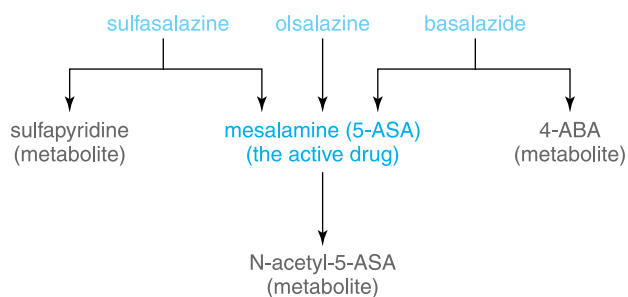 sulfasalazine
olsalazine
basalazide
sulfapyridine
(metabolite)
mesalamine (5-ASA)
(the active drug)
4-ABA
(metabolite)
N-acetyl-5-ASA
(metabolite)